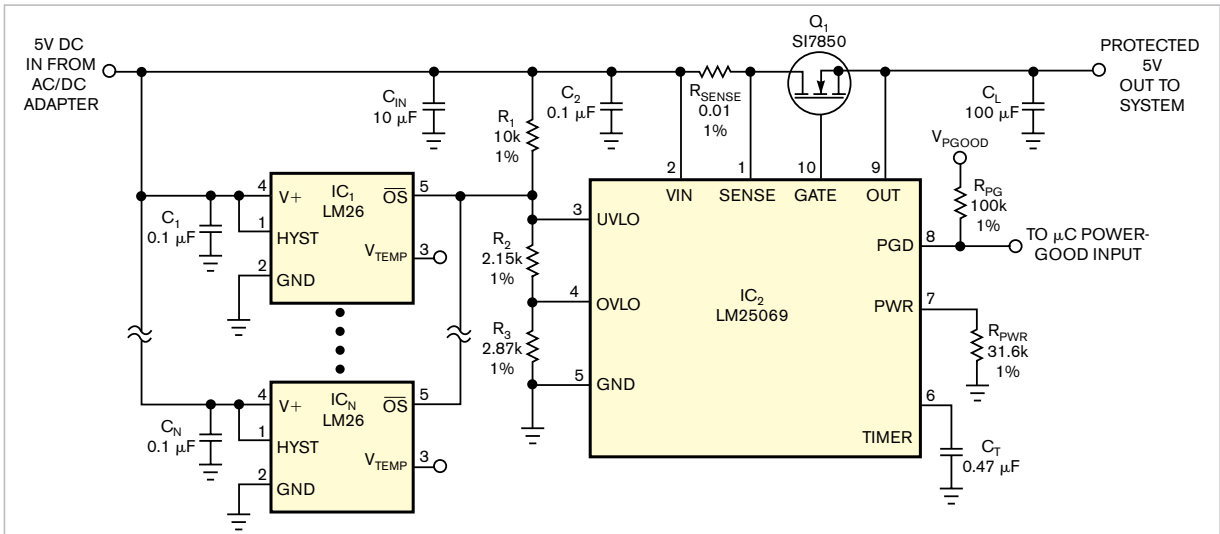 5V DC
IN FROM
AC/DC
ADAPTER
C_IN
10 μF
R_1
10k
1%
C_2
0.1 μF
R_SENSE
0.01
1%
Q_1
SI7850
C_L
100 μF
PROTECTED
5V
OUT TO
SYSTEM
V_PGOOD
R_PG
100k
1%
TO μC POWER-
GOOD INPUT
C_1
0.1 μF
4
1
2
V+
HYST
GND
IC_1
LM26
O̅S̅
V_TEMP
5
3
R_2
2.15k
1%
R_3
2.87k
1%
2
1
10
9
VIN
SENSE
GATE
OUT
3
UVLO
4
OVLO
5
GND
IC_2
LM25069
PGD
8
PWR
7
TIMER
6
R_PWR
31.6k
1%
C_T
0.47 μF
C_N
0.1 μF
4
1
2
V+
HYST
GND
IC_N
LM26
O̅S̅
V_TEMP
5
3